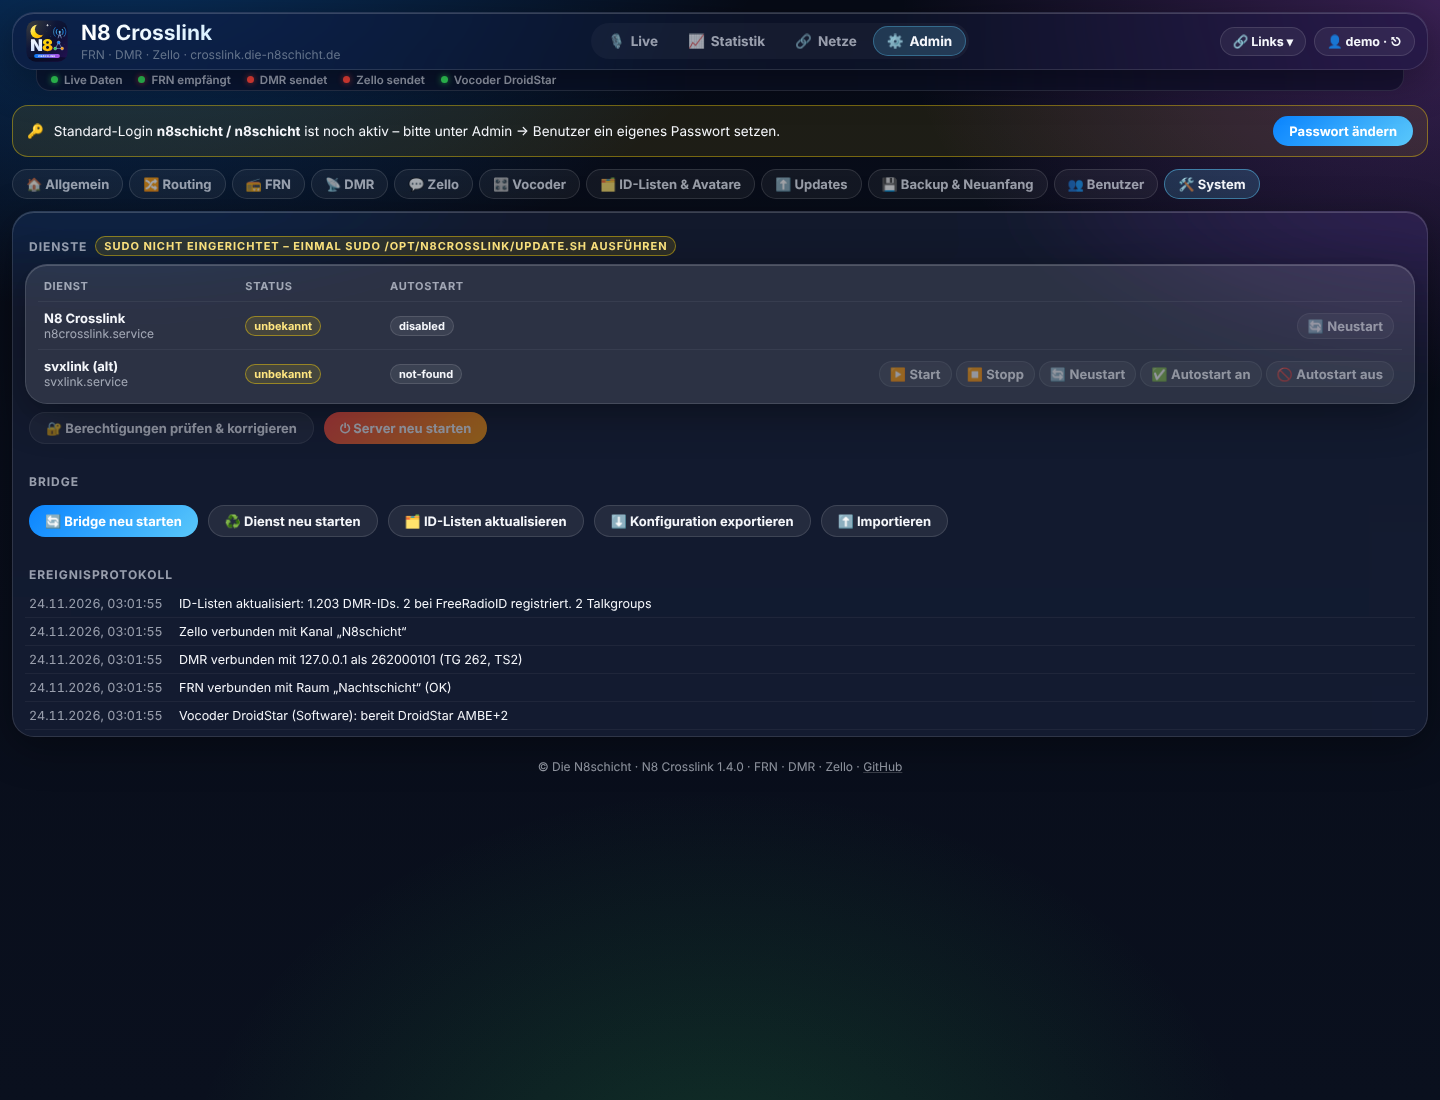 N8 Crosslink
FRN · DMR · Zello · crosslink.die-n8schicht.de
Live
Statistik
Netze
Admin
Links ▾
demo ·
Live Daten
FRN empfängt
DMR sendet
Zello sendet
Vocoder DroidStar
Standard-Login n8schicht / n8schicht ist noch aktiv – bitte unter Admin → Benutzer ein eigenes Passwort setzen.
Passwort ändern
Allgemein
Routing
FRN
DMR
Zello
Vocoder
ID-Listen & Avatare
Updates
Backup & Neuanfang
Benutzer
System
DIENSTE
SUDO NICHT EINGERICHTET – EINMAL SUDO /OPT/N8CROSSLINK/UPDATE.SH AUSFÜHREN
DIENST STATUS AUTOSTART
N8 Crosslink
n8crosslink.service
unbekannt
disabled
Neustart
svxlink (alt)
svxlink.service
unbekannt
not-found
Start
Stopp
Neustart
Autostart an
Autostart aus
Berechtigungen prüfen & korrigieren
Server neu starten
BRIDGE
Bridge neu starten
Dienst neu starten
ID-Listen aktualisieren
Konfiguration exportieren
Importieren
EREIGNISPROTOKOLL
24.11.2026, 03:01:55 ID-Listen aktualisiert: 1.203 DMR-IDs. 2 bei FreeRadioID registriert. 2 Talkgroups
24.11.2026, 03:01:55 Zello verbunden mit Kanal „N8schicht“
24.11.2026, 03:01:55 DMR verbunden mit 127.0.0.1 als 262000101 (TG 262, TS2)
24.11.2026, 03:01:55 FRN verbunden mit Raum „Nachtschicht“ (OK)
24.11.2026, 03:01:55 Vocoder DroidStar (Software): bereit DroidStar AMBE+2
© Die N8schicht · N8 Crosslink 1.4.0 · FRN · DMR · Zello · GitHub